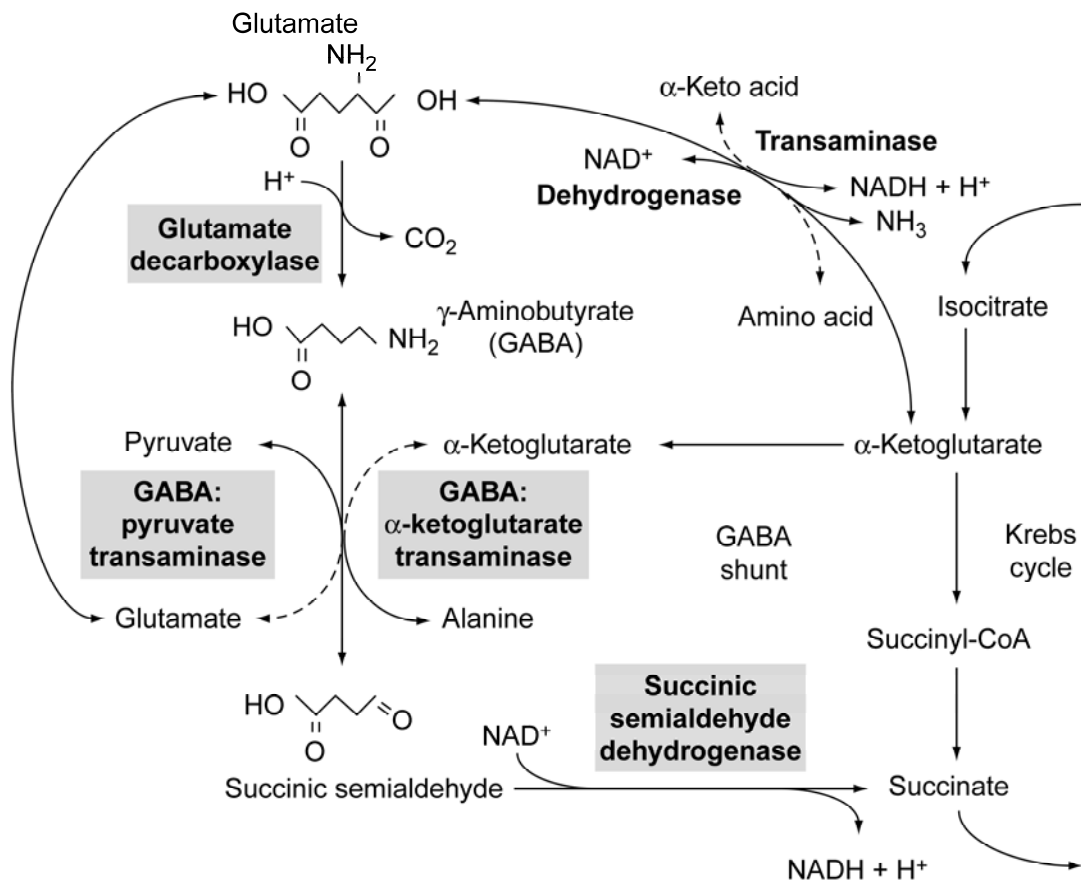 Glutamate
NH2
HO
OH
O
O
α-Keto acid
Transaminase
NAD+
Dehydrogenase
NADH + H+
NH3
H+
Glutamate
decarboxylase
CO2
Amino acid
Isocitrate
HO
O
NH2
γ-Aminobutyrate
(GABA)
Pyruvate
α-Ketoglutarate
α-Ketoglutarate
GABA:
pyruvate
transaminase
GABA:
α-ketoglutarate
transaminase
GABA
shunt
Krebs
cycle
Glutamate
Alanine
Succinyl-CoA
HO
O
O
Succinic
semialdehyde
dehydrogenase
NAD+
Succinic semialdehyde
Succinate
NADH + H+